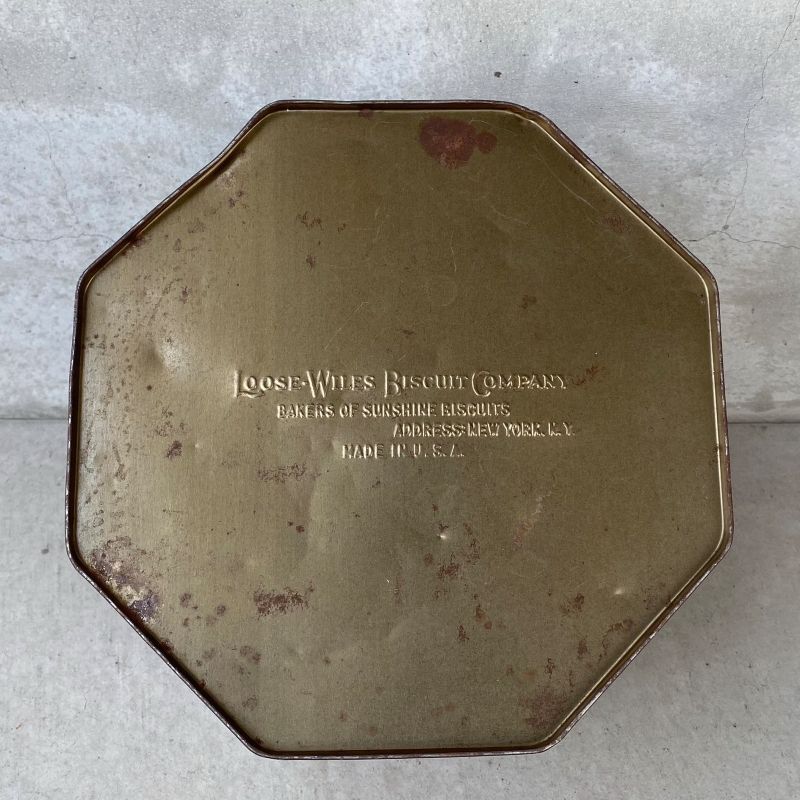 LOOSE-WILES BISCUIT COMPANY
BAKERS OF SUNSHINE BISCUITS
ADDRESS: NEW YORK, N.Y.
MADE IN U.S.A.